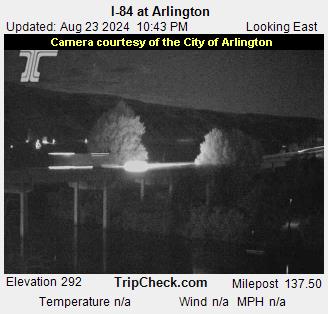 I-84 at Arlington
Updated: Aug 23 2024 10:43 PM Looking East
Camera courtesy of the City of Arlington
Elevation 292 TripCheck.com Milepost 137.50
Temperature n/a Wind n/a MPH n/a